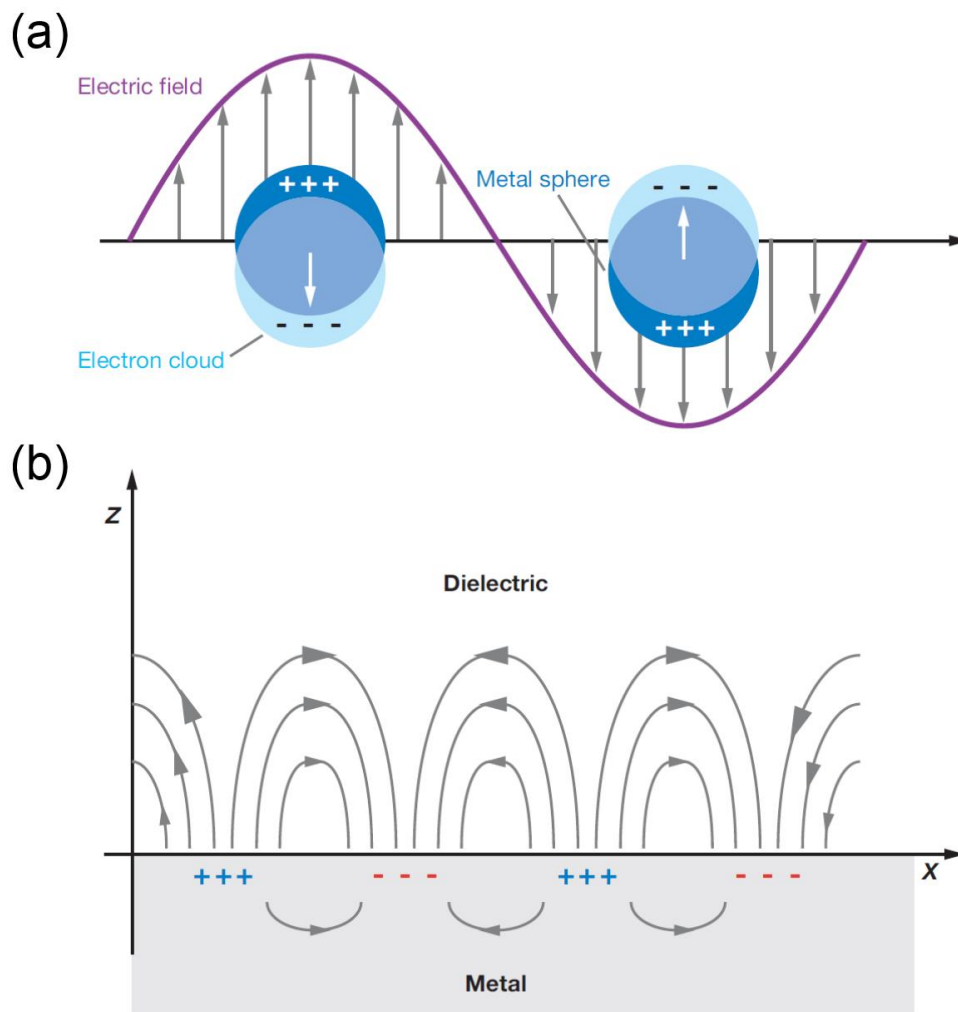 (a)
Electric field
+++
- - -
Metal sphere
- - -
+++
Electron cloud
(b)
z
Dielectric
+++ - - - +++ - - -
x
Metal